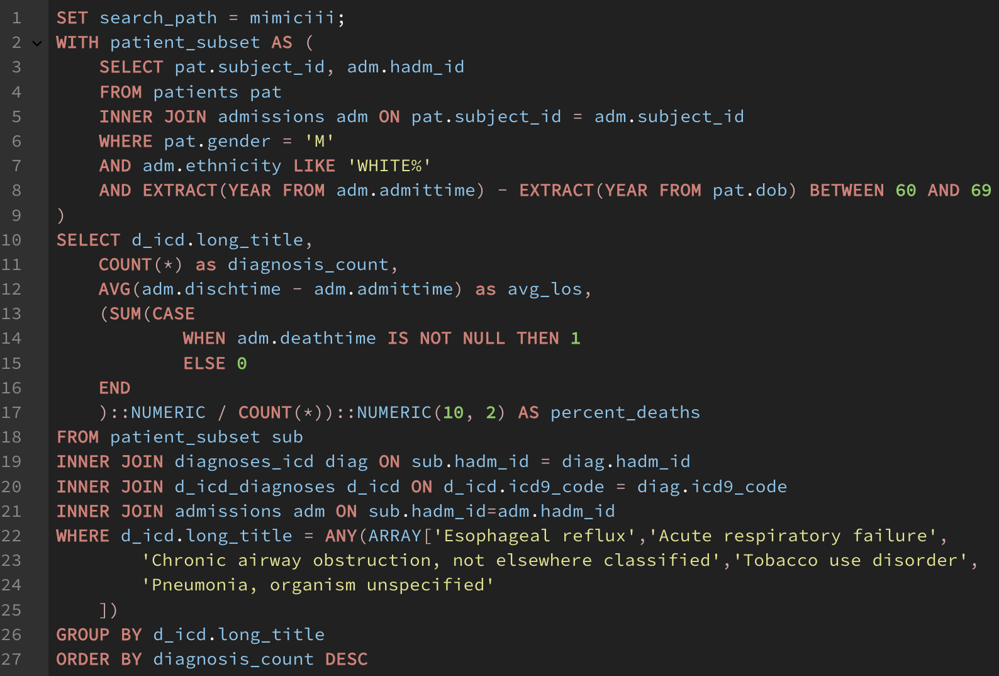 1 SET search_path = mimiciii;
2 WITH patient_subset AS (
3     SELECT pat.subject_id, adm.hadm_id
4     FROM patients pat
5     INNER JOIN admissions adm ON pat.subject_id = adm.subject_id
6     WHERE pat.gender = 'M'
7     AND adm.ethnicity LIKE 'WHITE%'
8     AND EXTRACT(YEAR FROM adm.admittime) - EXTRACT(YEAR FROM pat.dob) BETWEEN 60 AND 69
9 )
10 SELECT d_icd.long_title,
11     COUNT(*) as diagnosis_count,
12     AVG(adm.dischtime - adm.admittime) as avg_los,
13     (SUM(CASE
14             WHEN adm.deathtime IS NOT NULL THEN 1
15             ELSE 0
16     END
17     )::NUMERIC / COUNT(*))::NUMERIC(10, 2) AS percent_deaths
18 FROM patient_subset sub
19 INNER JOIN diagnoses_icd diag ON sub.hadm_id = diag.hadm_id
20 INNER JOIN d_icd_diagnoses d_icd ON d_icd.icd9_code = diag.icd9_code
21 INNER JOIN admissions adm ON sub.hadm_id=adm.hadm_id
22 WHERE d_icd.long_title = ANY(ARRAY['Esophageal reflux','Acute respiratory failure',
23         'Chronic airway obstruction, not elsewhere classified','Tobacco use disorder',
24         'Pneumonia, organism unspecified'
25     ])
26 GROUP BY d_icd.long_title
27 ORDER BY diagnosis_count DESC